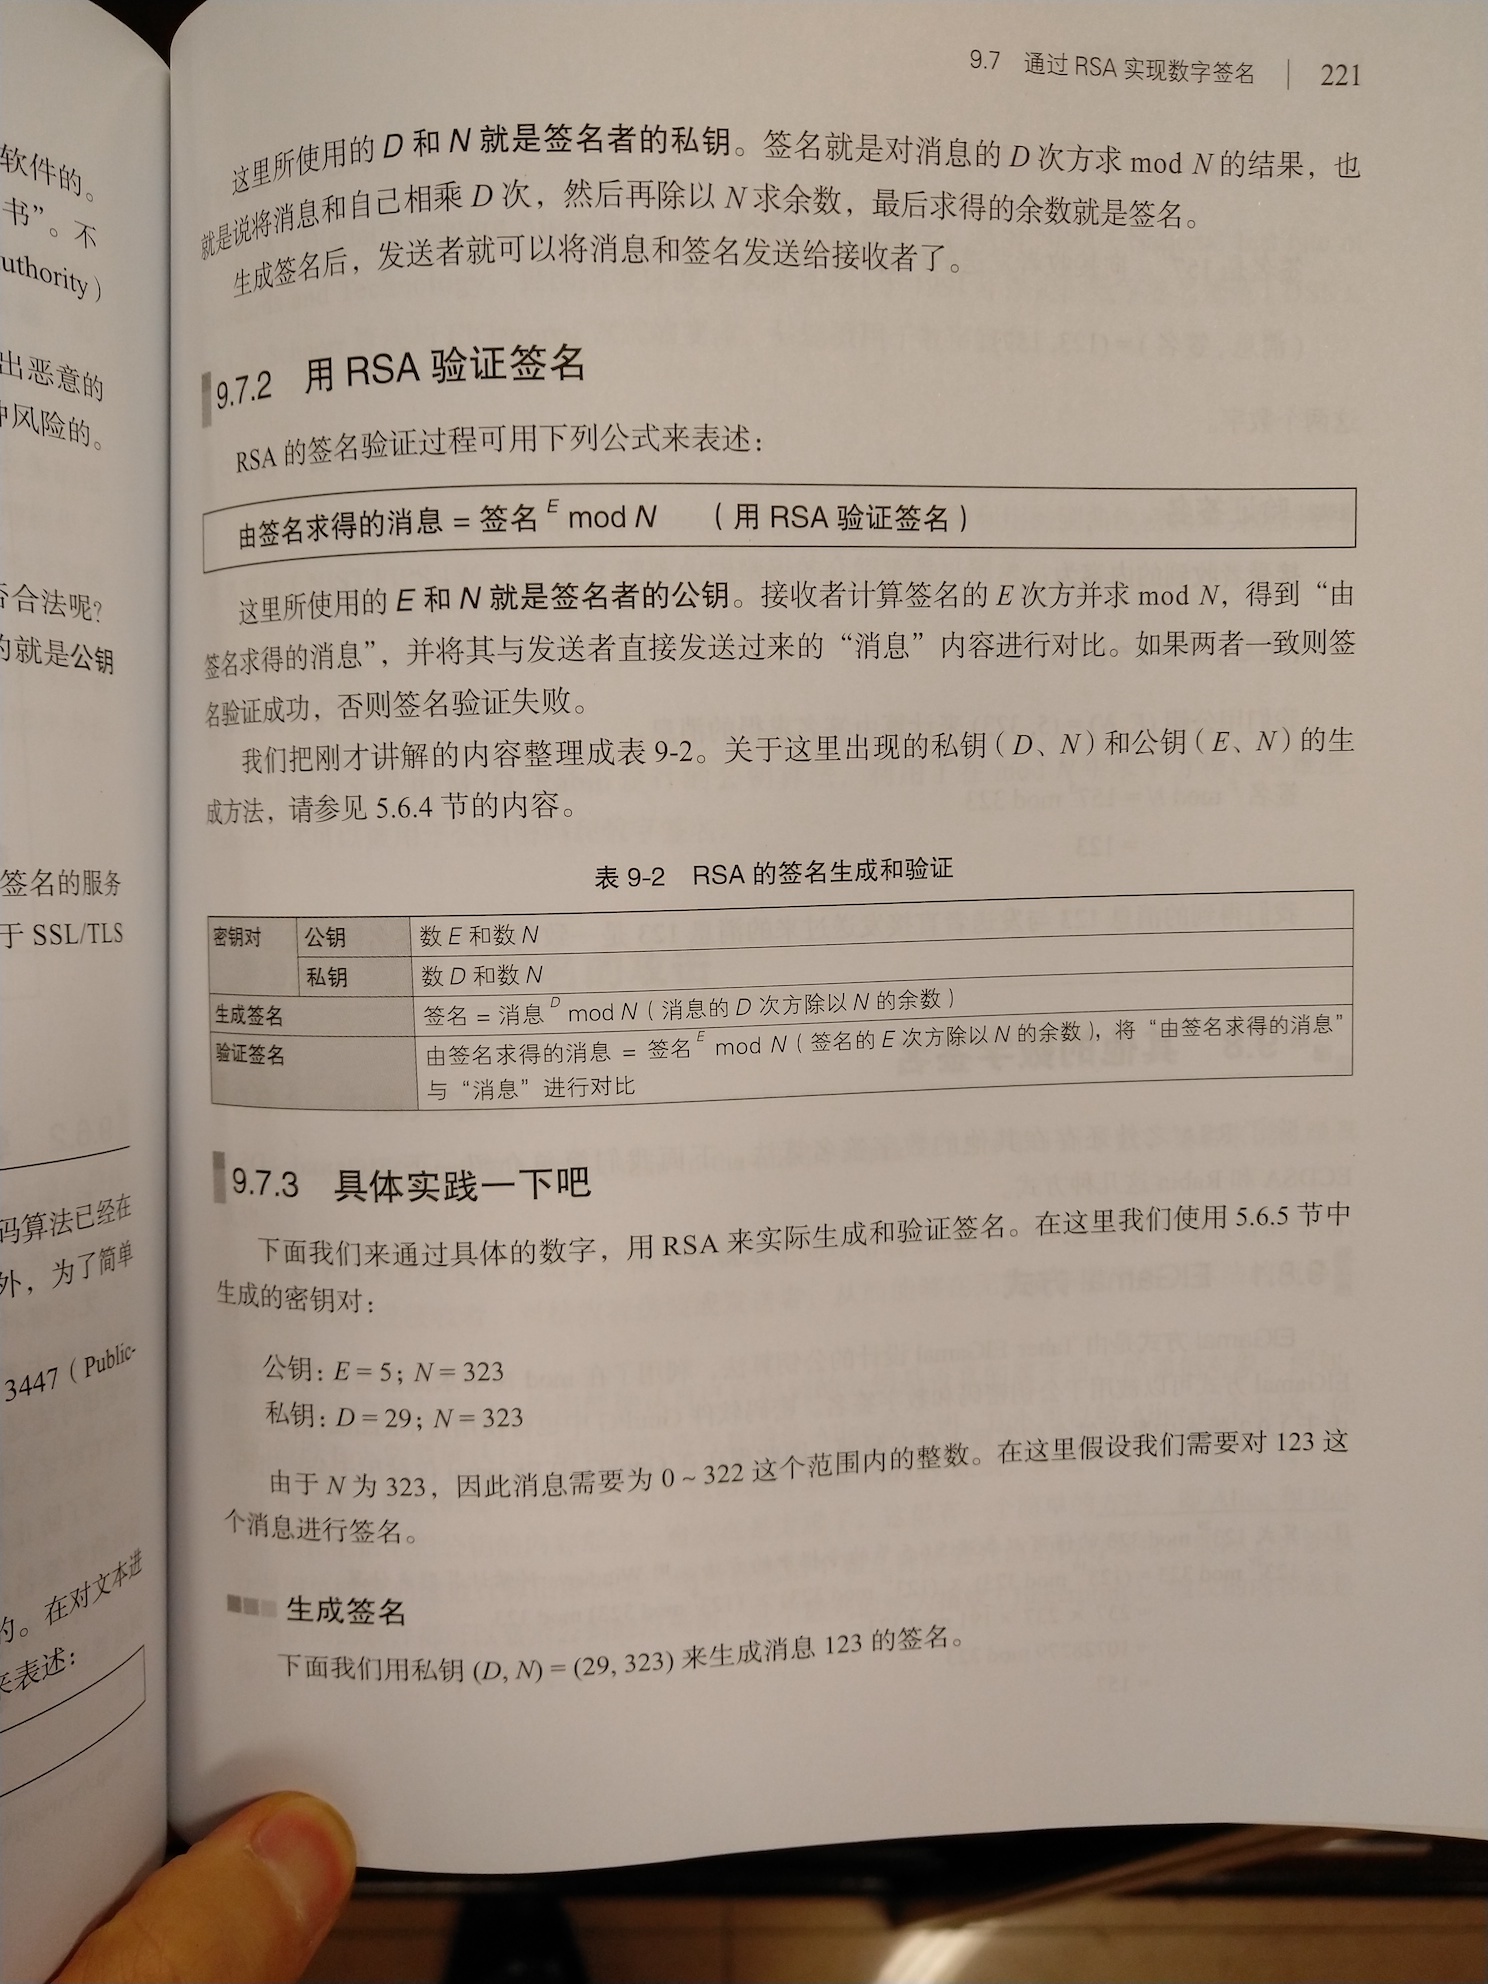 软件的。
书”。不
uthority）
出恶意的
风险的。
合法呢？
就是公钥
签名的服务
于 SSL/TLS
码算法已经在
外，为了简单
3447（Public-
的。在对文本进
来表述：
9.7 通过 RSA 实现数字签名 | 221
这里所使用的 D 和 N 就是签名者的私钥。签名就是对消息的 D 次方求 mod N 的结果，也
就是说将消息和自己相乘 D 次，然后再除以 N 求余数，最后求得的余数就是签名。
生成签名后，发送者就可以将消息和签名发送给接收者了。
9.7.2 用 RSA 验证签名
RSA 的签名验证过程可用下列公式来表述：
由签名求得的消息 = 签名^E mod N （用 RSA 验证签名）
这里所使用的 E 和 N 就是签名者的公钥。接收者计算签名的 E 次方并求 mod N，得到“由
签名求得的消息”，并将其与发送者直接发送过来的“消息”内容进行对比。如果两者一致则签
名验证成功，否则签名验证失败。
我们把刚才讲解的内容整理成表 9-2。关于这里出现的私钥（D、N）和公钥（E、N）的生
成方法，请参见 5.6.4 节的内容。
表 9-2 RSA 的签名生成和验证
密钥对 公钥 数 E 和数 N
私钥 数 D 和数 N
生成签名 签名 = 消息^D mod N（消息的 D 次方除以 N 的余数）
验证签名 由签名求得的消息 = 签名^E mod N（签名的 E 次方除以 N 的余数），将“由签名求得的消息”
与“消息”进行对比
9.7.3 具体实践一下吧
下面我们来通过具体的数字，用 RSA 来实际生成和验证签名。在这里我们使用 5.6.5 节中
生成的密钥对：
公钥：E = 5；N = 323
私钥：D = 29；N = 323
由于 N 为 323，因此消息需要为 0 ~ 322 这个范围内的整数。在这里假设我们需要对 123 这
个消息进行签名。
生成签名
下面我们用私钥 (D, N) = (29, 323) 来生成消息 123 的签名。